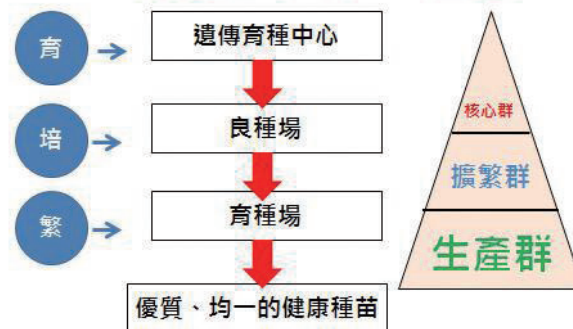 育
遺傳育種中心
培
良種場
繁
育種場
優質、均一的健康種苗
核心群
擴繁群
生產群